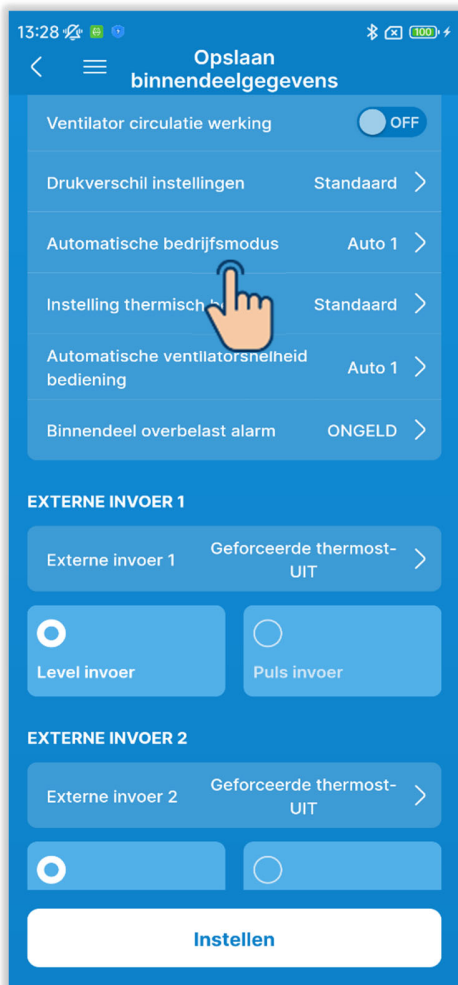 13:28
100
Opslaan
binnendeelgegevens
Ventilator circulatie werking OFF
Drukverschil instellingen Standaard
Automatische bedrijfsmodus Auto 1
Instelling thermisch Standaard
Automatische ventilatorsnelheid
bediening Auto 1
Binnendeel overbelast alarm ONGELD
EXTERNE INVOER 1
Externe invoer 1 Geforceerde thermost-
UIT
Level invoer Puls invoer
EXTERNE INVOER 2
Externe invoer 2 Geforceerde thermost-
UIT
Instellen